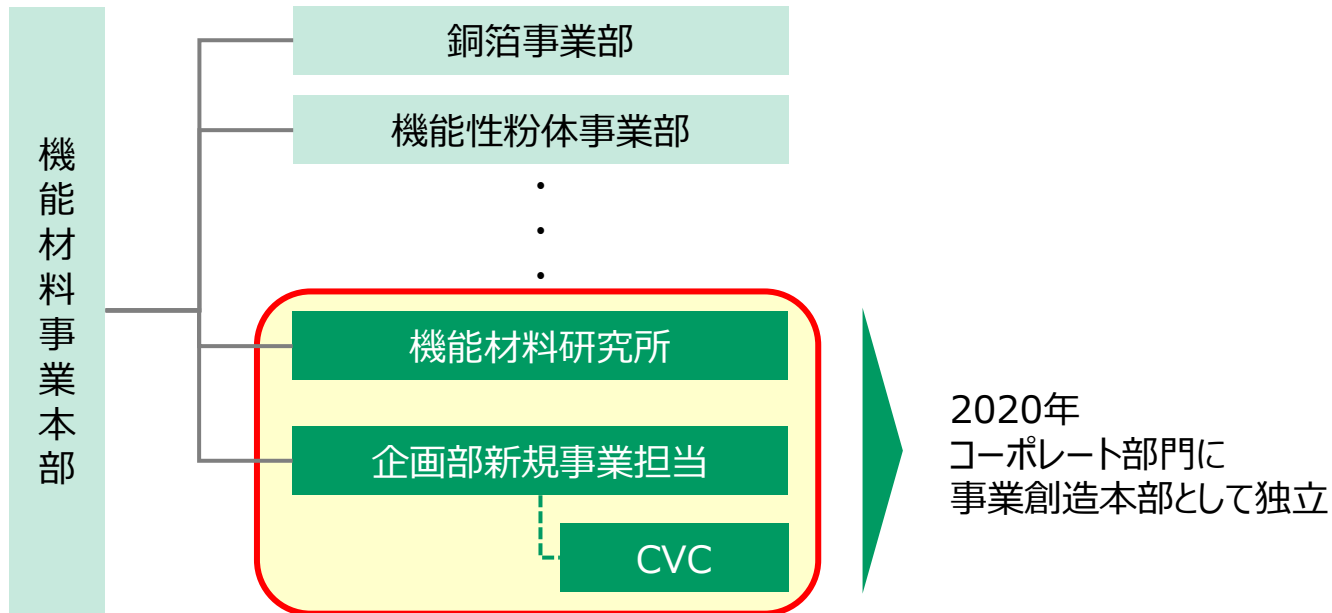 機能材料事業本部
銅箔事業部
機能性粉体事業部
・
・
・
機能材料研究所
企画部新規事業担当
CVC
2020年
コーポレート部門に
事業創造本部として独立